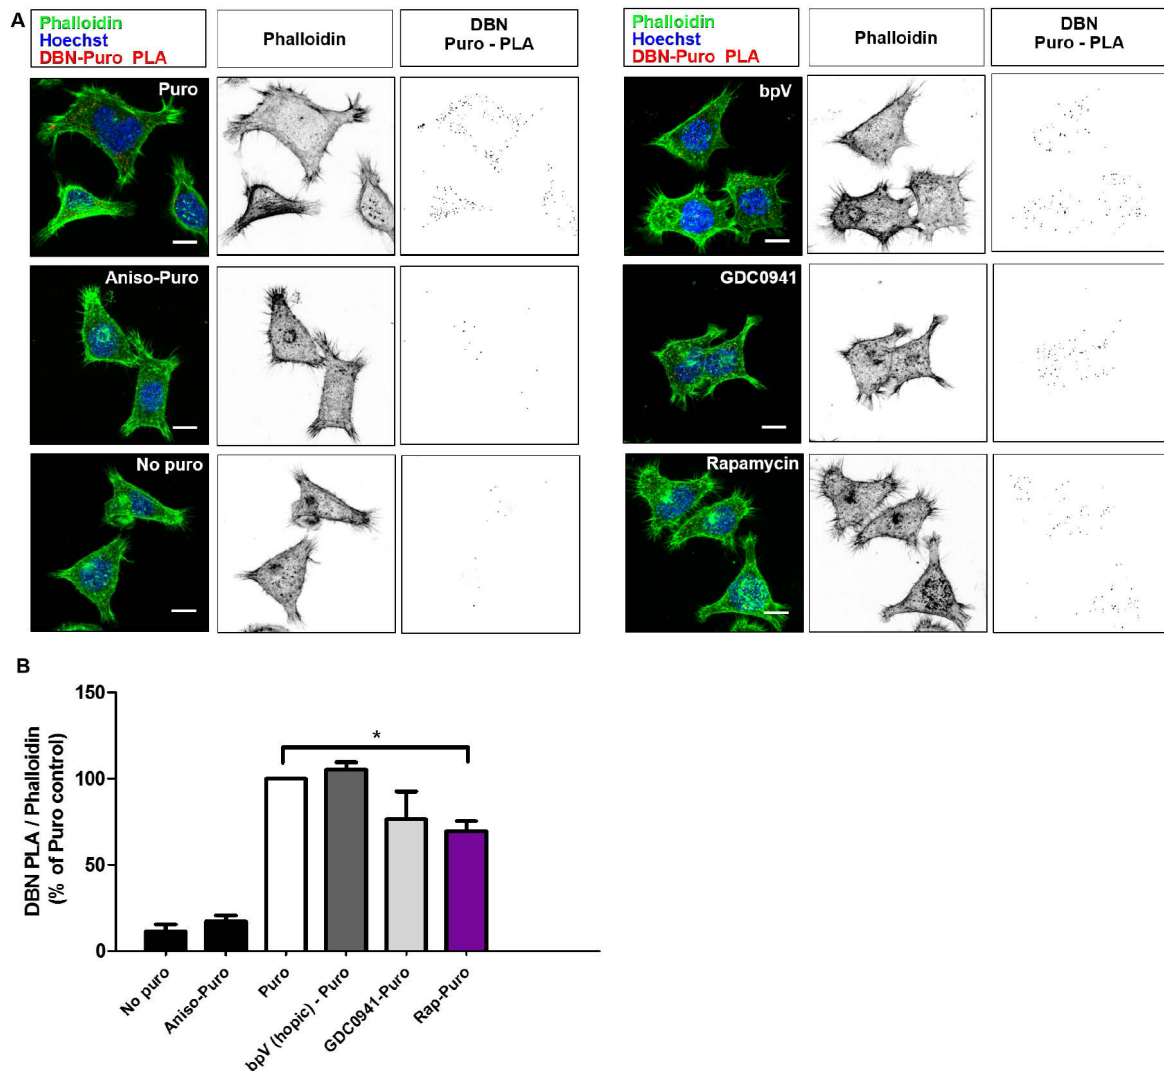 A
Phalloidin
Hoechst
DBN-Puro PLA
Phalloidin
DBN
Puro - PLA
Puro
Aniso-Puro
No puro
Phalloidin
Hoechst
DBN-Puro PLA
Phalloidin
DBN
Puro - PLA
bpV
GDC0941
Rapamycin
B
DBN PLA / Phalloidin
(% of Puro control)
150
100
50
0
*
No puro
Aniso-Puro
Puro
bpV (hopic) - Puro
GDC0941-Puro
Rap-Puro